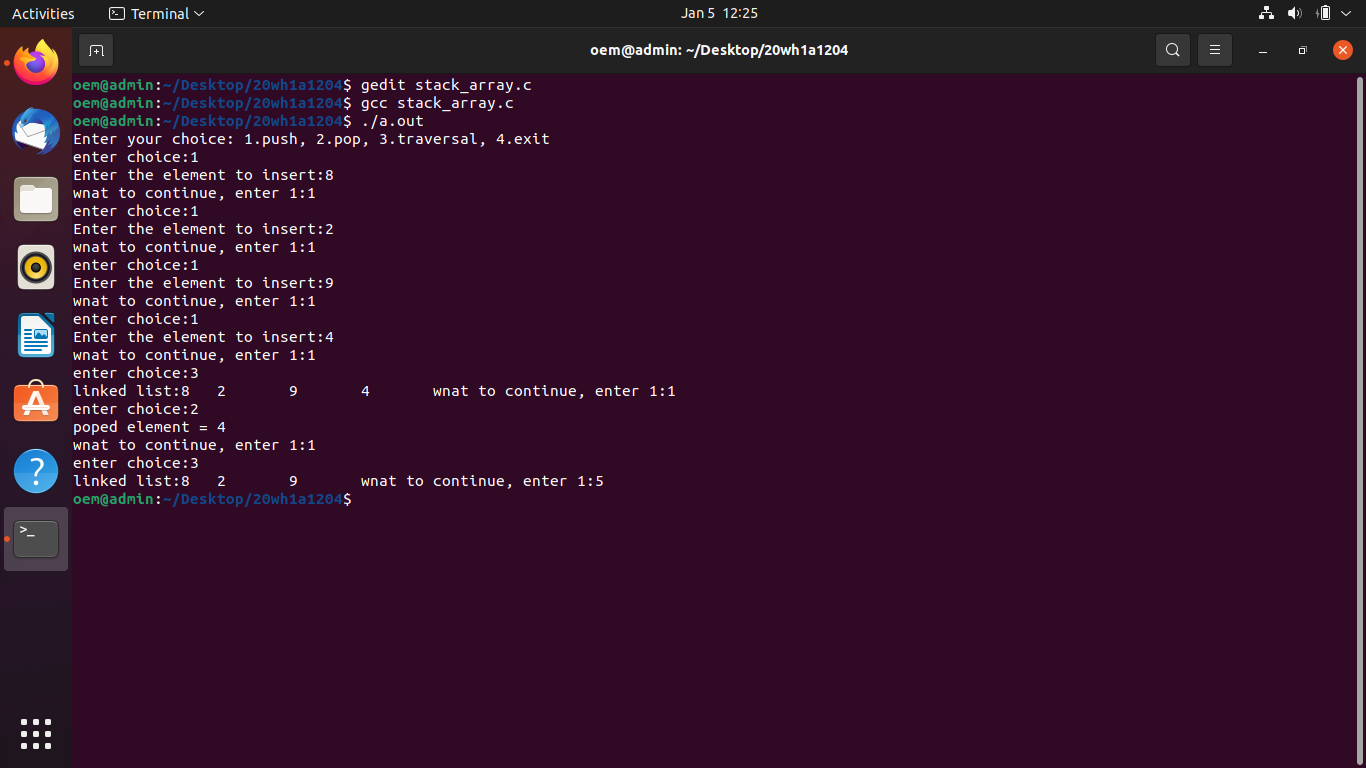 Activities
Terminal
Jan 5 12:25
oem@admin: ~/Desktop/20wh1a1204
oem@admin:~/Desktop/20wh1a1204$ gedit stack_array.c
oem@admin:~/Desktop/20wh1a1204$ gcc stack_array.c
oem@admin:~/Desktop/20wh1a1204$ ./a.out
Enter your choice: 1.push, 2.pop, 3.traversal, 4.exit
enter choice:1
Enter the element to insert:8
wnat to continue, enter 1:1
enter choice:1
Enter the element to insert:2
wnat to continue, enter 1:1
enter choice:1
Enter the element to insert:9
wnat to continue, enter 1:1
enter choice:1
Enter the element to insert:4
wnat to continue, enter 1:1
enter choice:3
linked list:8 2 9 4 wnat to continue, enter 1:1
enter choice:2
poped element = 4
wnat to continue, enter 1:1
enter choice:3
linked list:8 2 9 wnat to continue, enter 1:5
oem@admin:~/Desktop/20wh1a1204$